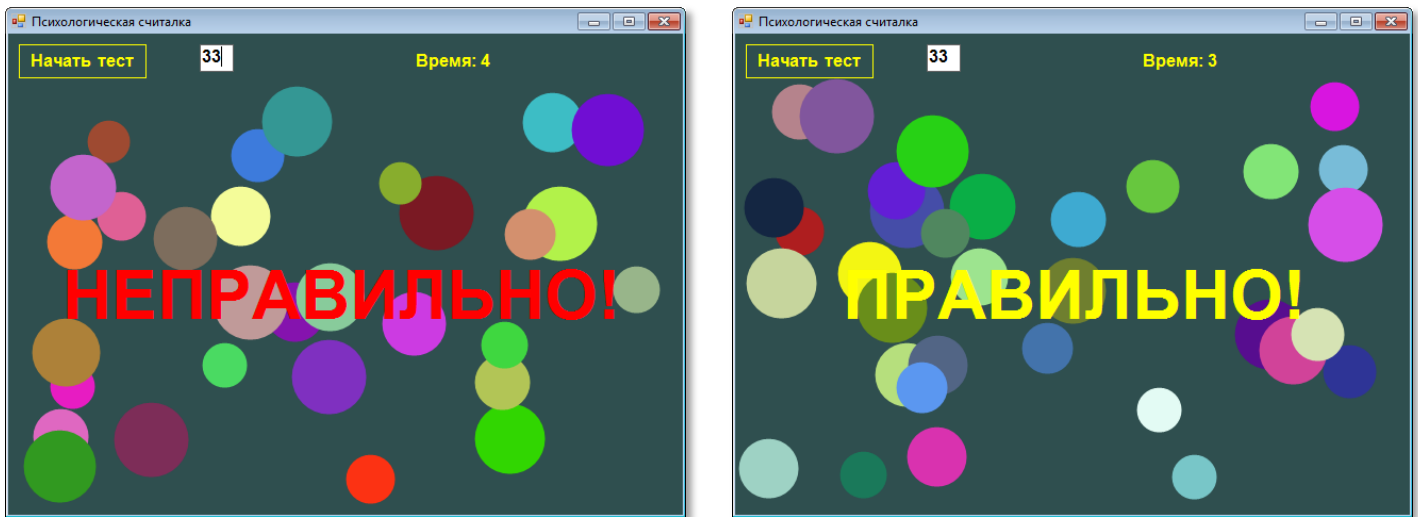 Психологическая считалка
Начать тест 33 Время: 4
НЕПРАВИЛЬНО!
Психологическая считалка
Начать тест 33 Время: 3
ПРАВИЛЬНО!